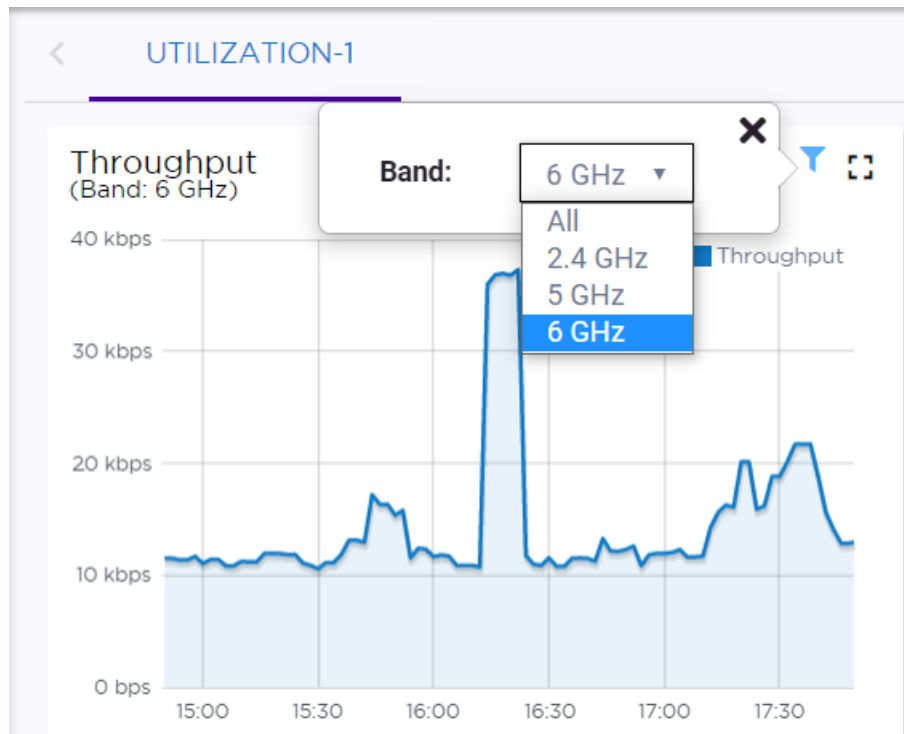 UTILIZATION-1
Throughput
(Band: 6 GHz)
Band:
6 GHz
All
2.4 GHz
5 GHz
6 GHz
Throughput
40 kbps
30 kbps
20 kbps
10 kbps
0 bps
15:00 15:30 16:00 16:30 17:00 17:30